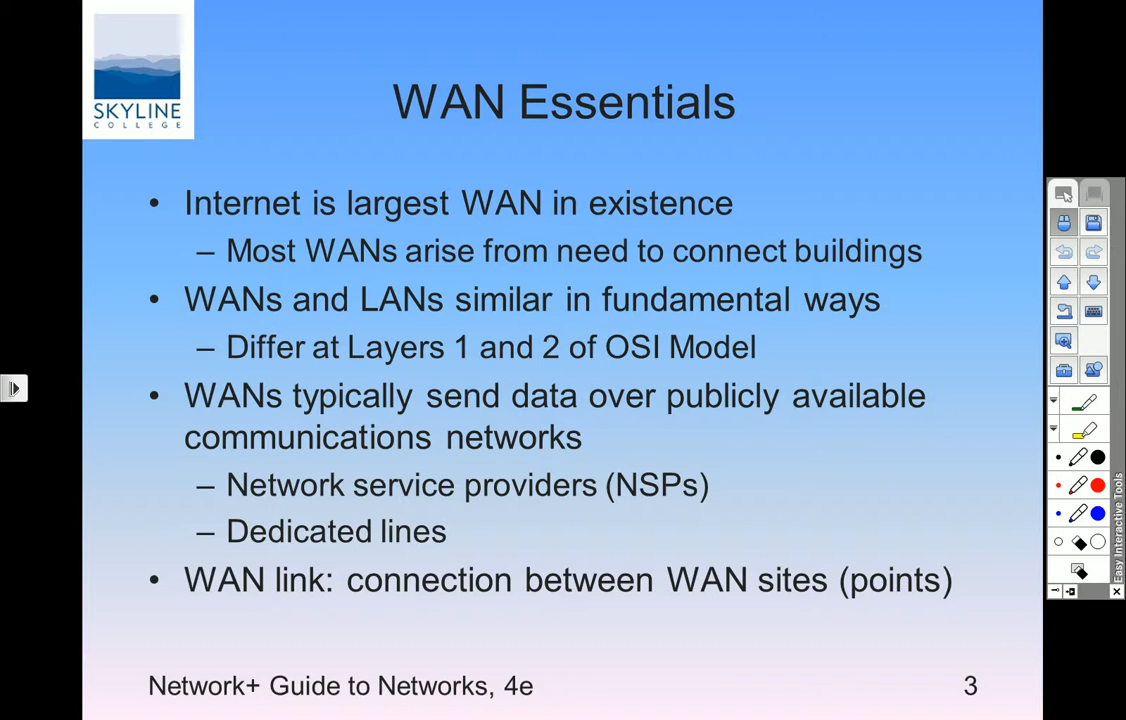 SKYLINE
COLLEGE
WAN Essentials
• Internet is largest WAN in existence
– Most WANs arise from need to connect buildings
• WANs and LANs similar in fundamental ways
– Differ at Layers 1 and 2 of OSI Model
• WANs typically send data over publicly available
communications networks
– Network service providers (NSPs)
– Dedicated lines
• WAN link: connection between WAN sites (points)
Network+ Guide to Networks, 4e
3
Easy Interactive Tools